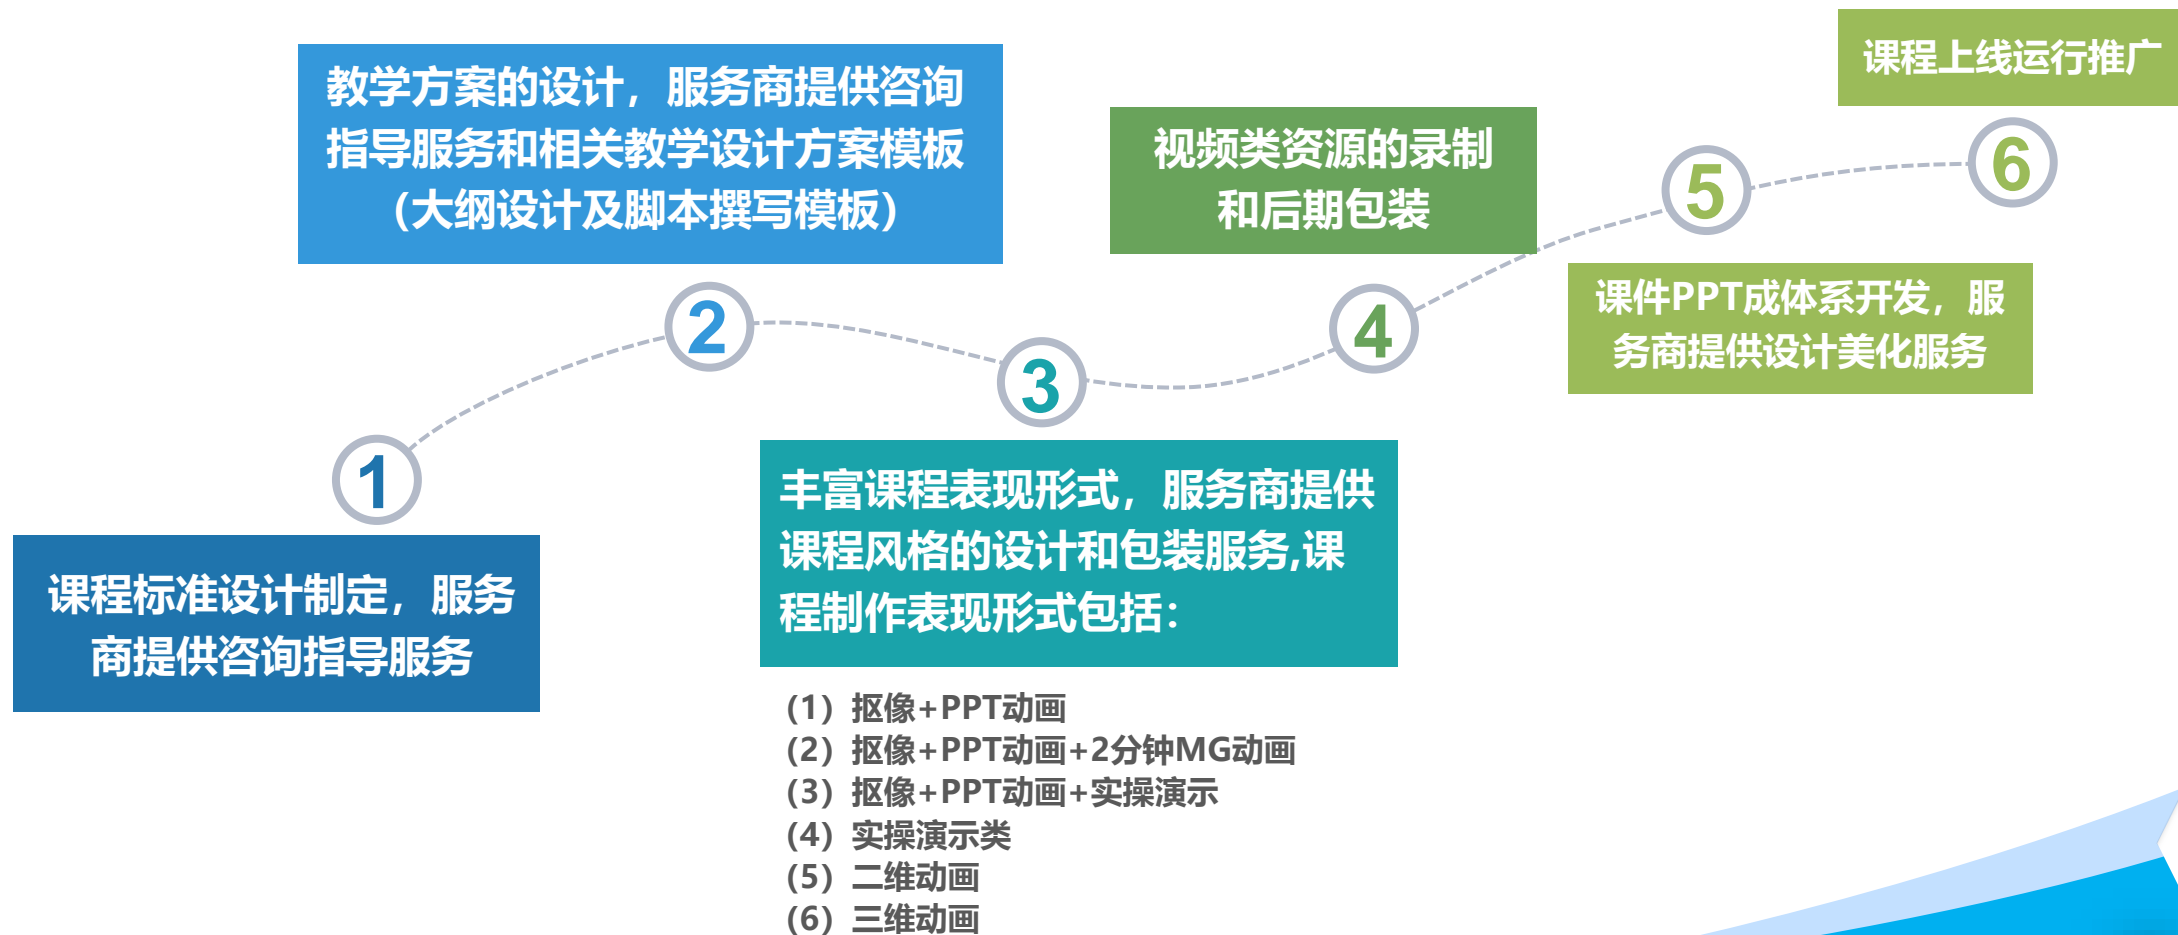 1
课程标准设计制定，服务
商提供咨询指导服务
教学方案的设计，服务商提供咨询
指导服务和相关教学设计方案模板
（大纲设计及脚本撰写模板）
2
3
丰富课程表现形式，服务商提供
课程风格的设计和包装服务,课
程制作表现形式包括：
（1）抠像+PPT动画
（2）抠像+PPT动画+2分钟MG动画
（3）抠像+PPT动画+实操演示
（4）实操演示类
（5）二维动画
（6）三维动画
视频类资源的录制
和后期包装
4
5
课件PPT成体系开发，服
务商提供设计美化服务
课程上线运行推广
6